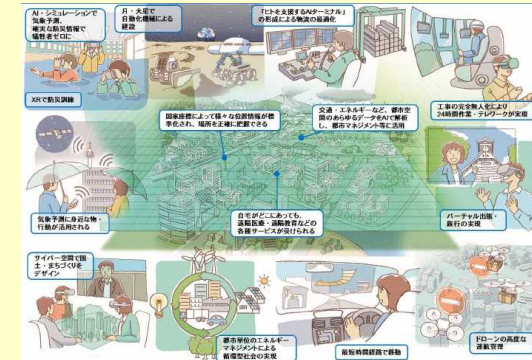 AI・シミュレーションで
気象予測、
確実な防災情報で
犠牲者ゼロに
月・火星で
自動化機械による
建設
「ヒトを支援するAIターミナル」
の形成による物流の最適化
XRで防災訓練
国家座標によって様々な位置情報が標
準化され、場所を正確に把握できる
交通・エネルギーなど、都市空
間のあらゆるデータをAIで解析
し、都市マネジメント等に活用
工事の完全無人化により
24時間作業・テレワークが実現
気象予測に身近な物・
行動が活用される
自宅がどこにあっても、
遠隔医療・遠隔教育などの
各種サービスが受けられる
バーチャル出張・
旅行の実現
サイバー空間で国
土・まちづくりを
デザイン
都市単位のエネルギー
マネジメントによる
循環型社会の実現
最短時間経路で移動
ドローンの高度な
運航管理